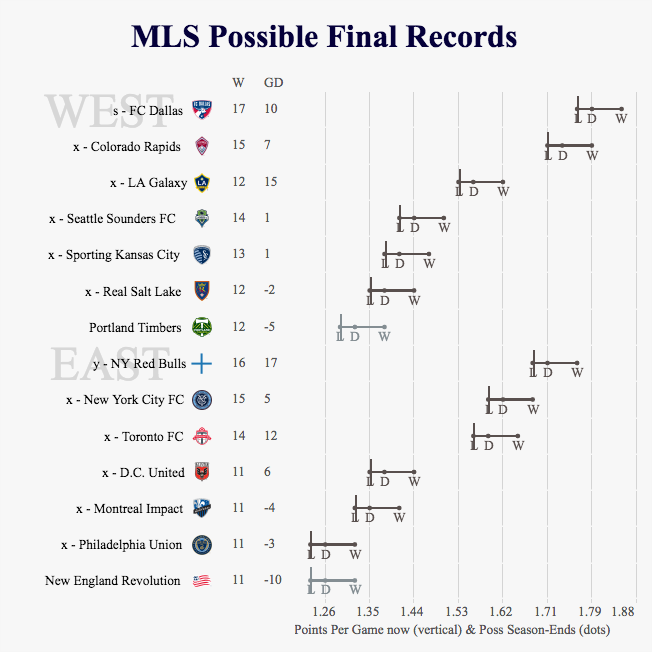 MLS Possible Final Records
W GD
WEST
s - FC Dallas 17 10 L D W
x - Colorado Rapids 15 7 L D W
x - LA Galaxy 12 15 L D W
x - Seattle Sounders FC 14 1 L D W
x - Sporting Kansas City 13 1 L D W
x - Real Salt Lake 12 -2 L D W
Portland Timbers 12 -5 L D W
EAST
y - NY Red Bulls 16 17 L D W
x - New York City FC 15 5 L D W
x - Toronto FC 14 12 L D W
x - D.C. United 11 6 L D W
x - Montreal Impact 11 -4 L D W
x - Philadelphia Union 11 -3 L D W
New England Revolution 11 -10 L D W
1.26 1.35 1.44 1.53 1.62 1.71 1.79 1.88
Points Per Game now (vertical) & Poss Season-Ends (dots)